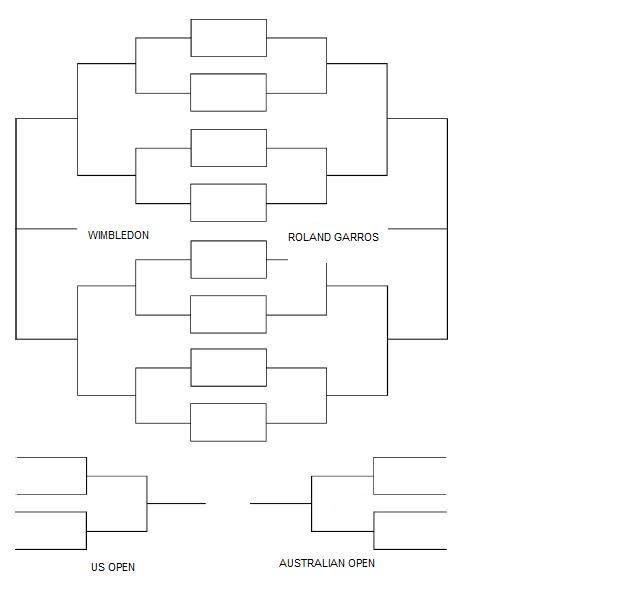 WIMBLEDON
ROLAND GARROS
US OPEN
AUSTRALIAN OPEN